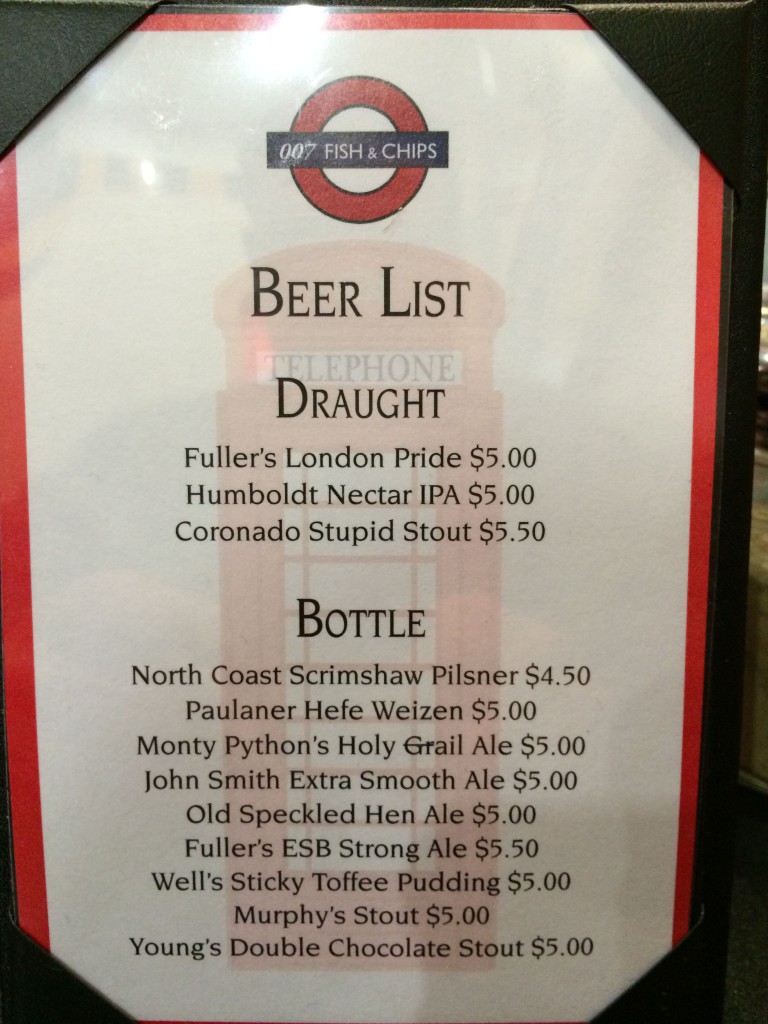 007 FISH & CHIPS
BEER LIST
TELEPHONE
DRAUGHT
Fuller's London Pride $5.00
Humboldt Nectar IPA $5.00
Coronado Stupid Stout $5.50
BOTTLE
North Coast Scrimshaw Pilsner $4.50
Paulaner Hefe Weizen $5.00
Monty Python's Holy Grail Ale $5.00
John Smith Extra Smooth Ale $5.00
Old Speckled Hen Ale $5.00
Fuller's ESB Strong Ale $5.50
Well's Sticky Toffee Pudding $5.00
Murphy's Stout $5.00
Young's Double Chocolate Stout $5.00